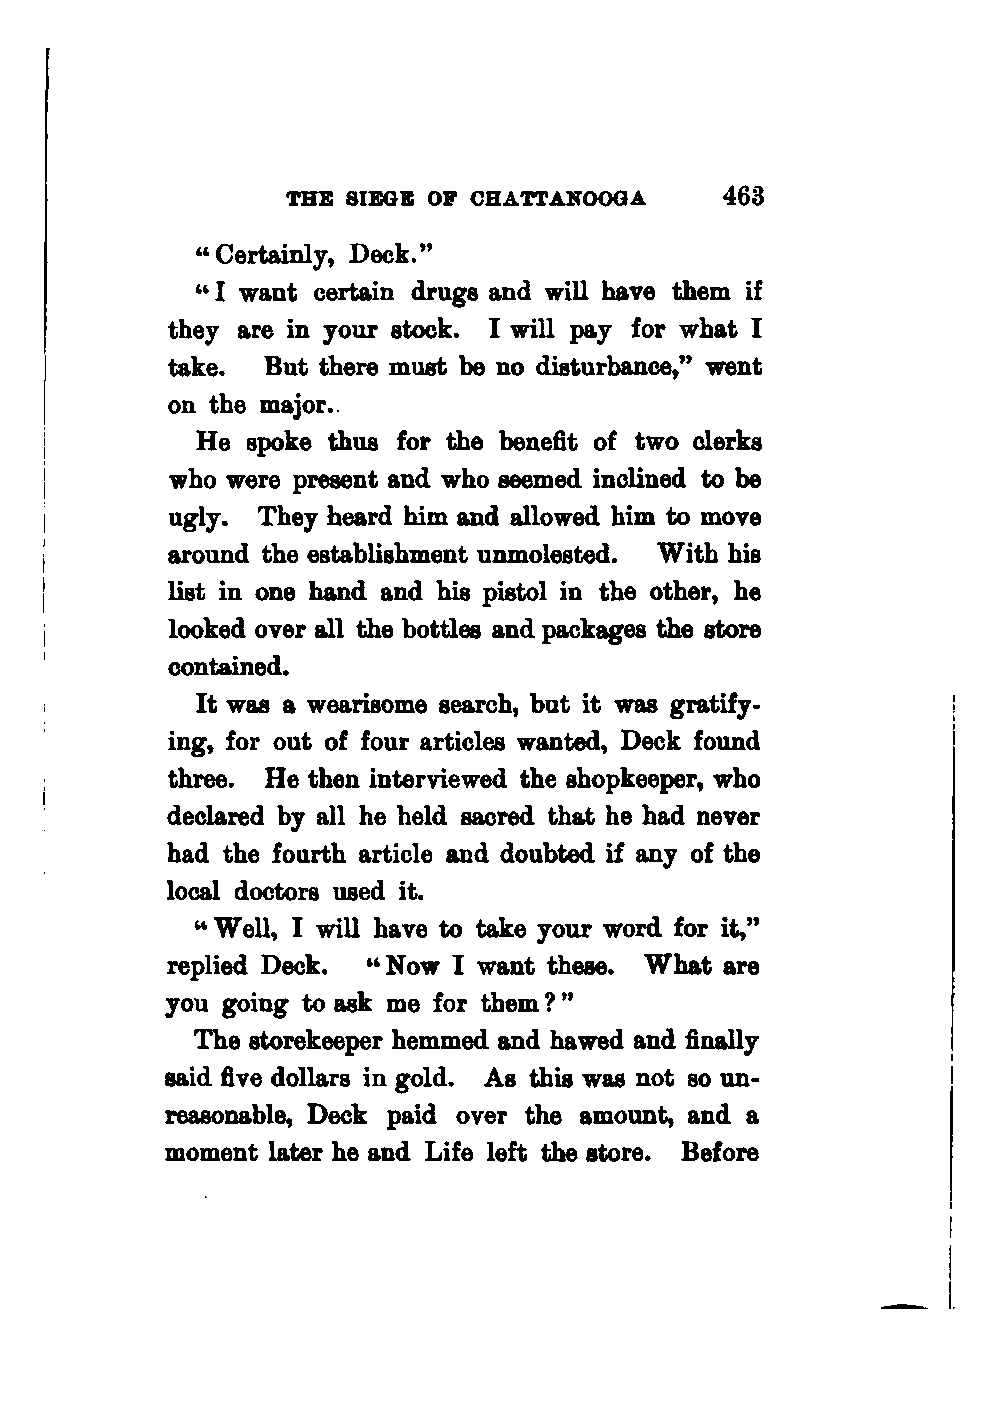 THE SIEGE OF CHATTANOOGA 463
“Certainly, Deck.”
“I want certain drugs and will have them if
they are in your stock. I will pay for what I
take. But there must be no disturbance,” went
on the major.
He spoke thus for the benefit of two clerks
who were present and who seemed inclined to be
ugly. They heard him and allowed him to move
around the establishment unmolested. With his
list in one hand and his pistol in the other, he
looked over all the bottles and packages the store
contained.
It was a wearisome search, but it was gratify-
ing, for out of four articles wanted, Deck found
three. He then interviewed the shopkeeper, who
declared by all he held sacred that he had never
had the fourth article and doubted if any of the
local doctors used it.
“Well, I will have to take your word for it,”
replied Deck. “Now I want these. What are
you going to ask me for them?”
The storekeeper hemmed and hawed and finally
said five dollars in gold. As this was not so un-
reasonable, Deck paid over the amount, and a
moment later he and Life left the store. Before